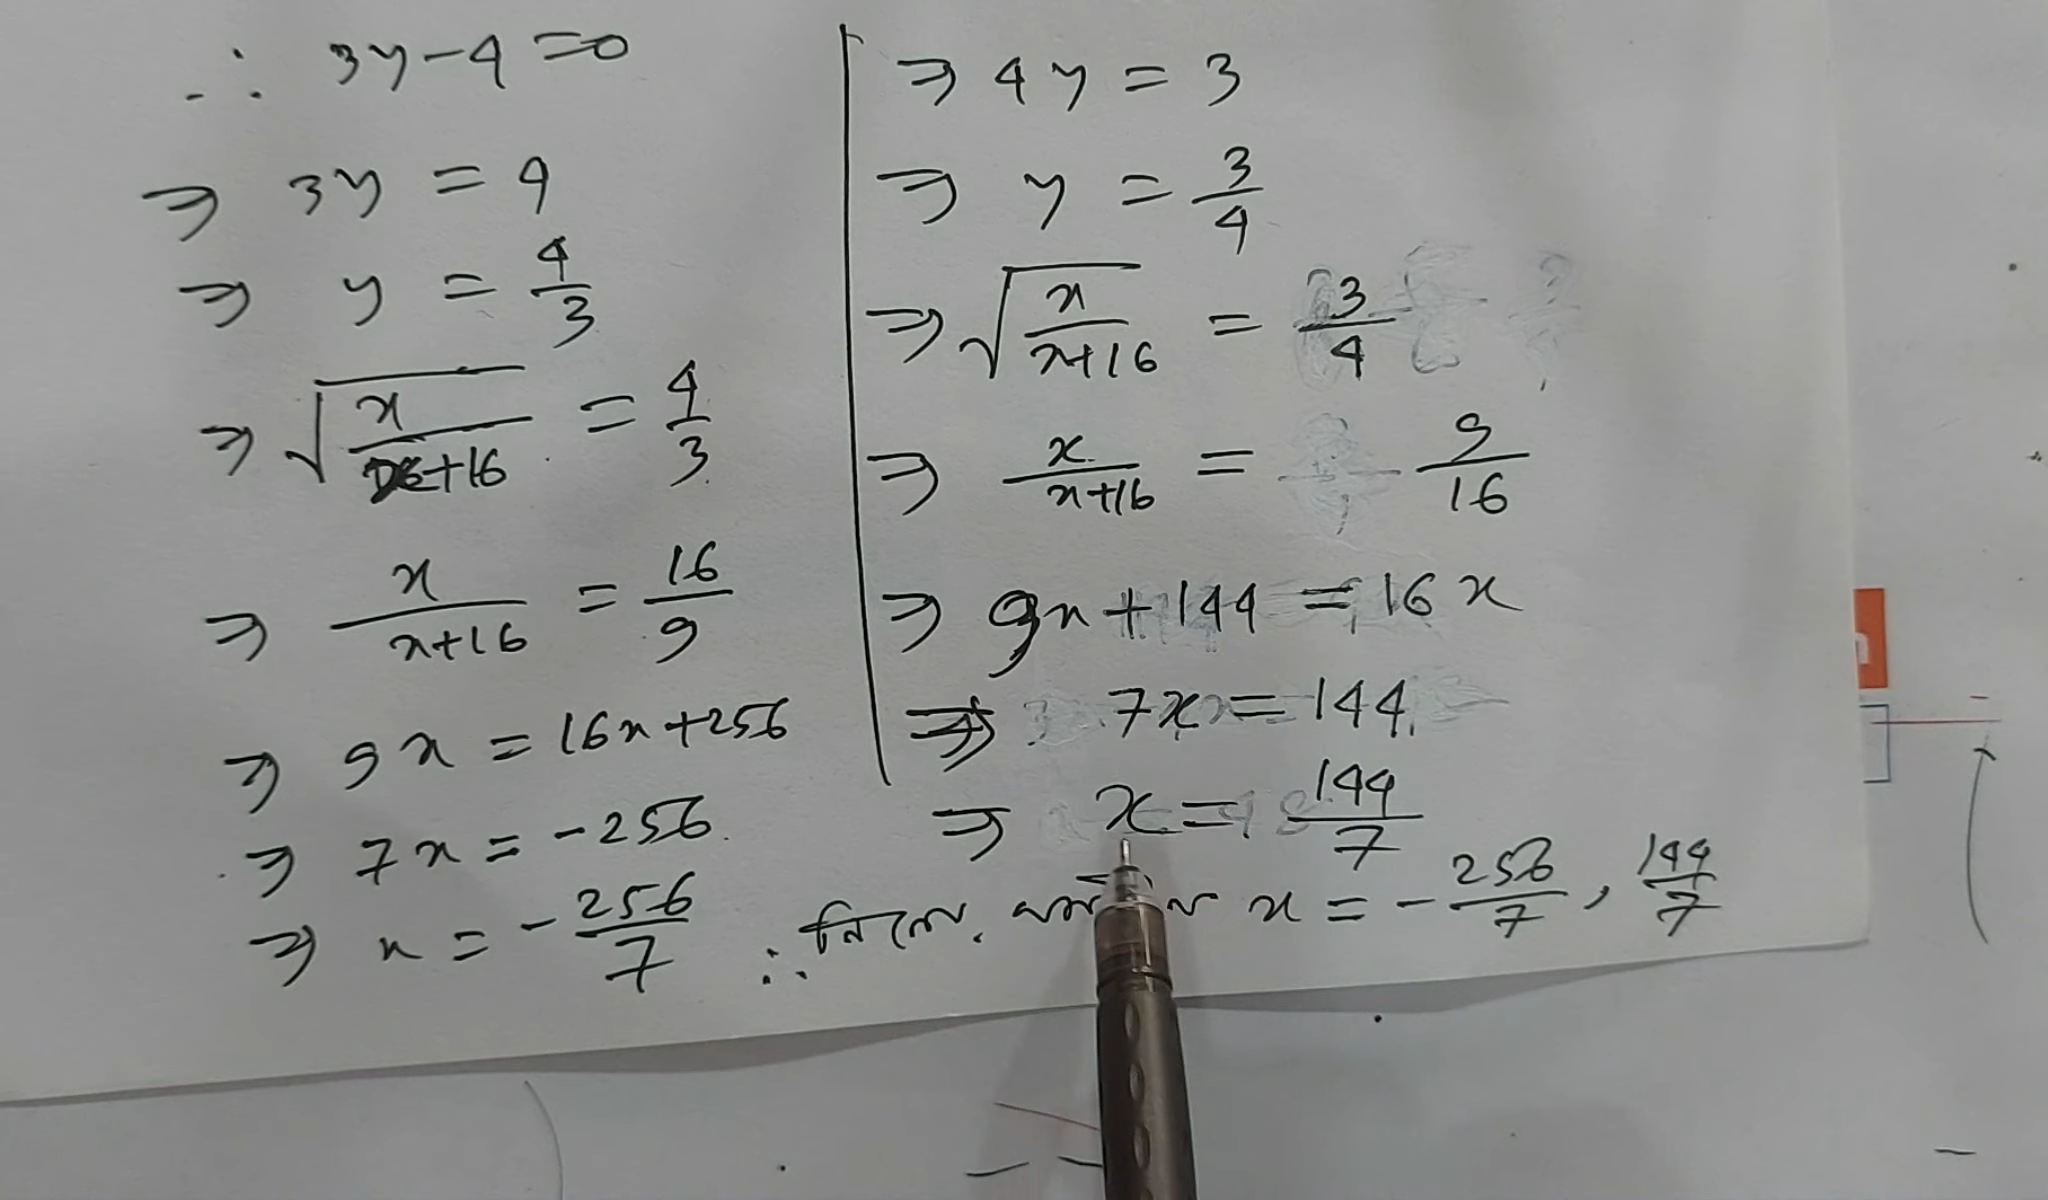 ∴ 3y-4=0
⇒ 3y = 4
⇒ y = 4/3
⇒ √(x/(x+16)) = 4/3
⇒ x/(x+16) = 16/9
⇒ 9x = 16x+256
⇒ 7x = -256
⇒ x = -256/7
⇒ 4y = 3
⇒ y = 3/4
⇒ √(x/(x+16)) = 3/4
⇒ x/(x+16) = 9/16
⇒ 9x+144 = 16x
⇒ 7x = 144
⇒ x = 144/7
∴ x = -256/7, 144/7